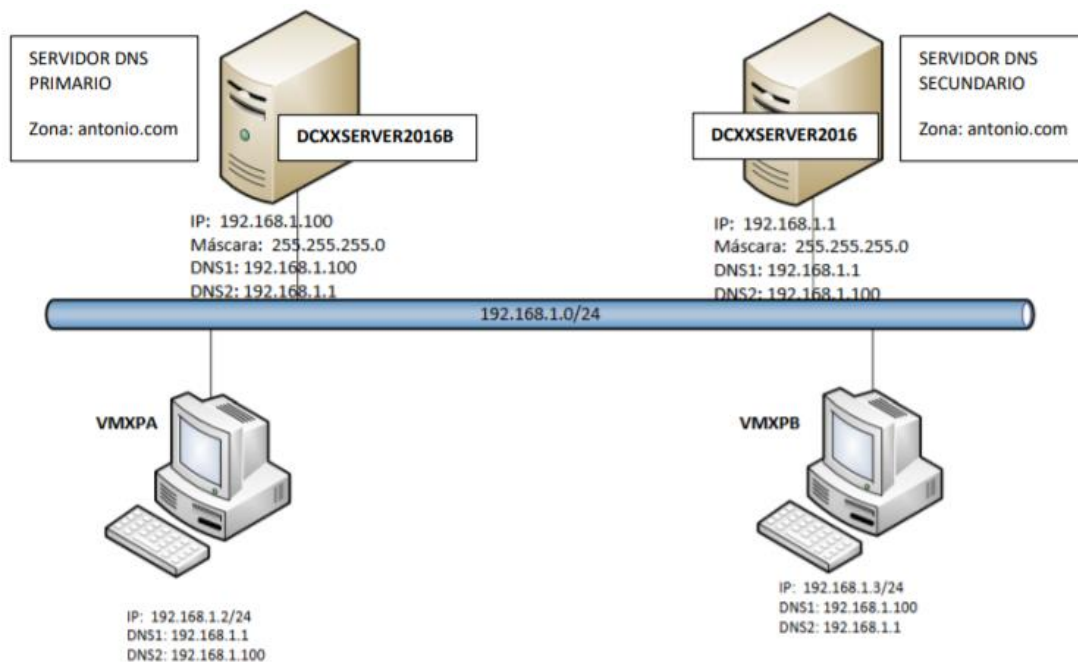 SERVIDOR DNS
PRIMARIO
Zona: antonio.com
DCXXSERVER2016B
IP: 192.168.1.100
Máscara: 255.255.255.0
DNS1: 192.168.1.100
DNS2: 192.168.1.1
SERVIDOR DNS
SECUNDARIO
Zona: antonio.com
DCXXSERVER2016
IP: 192.168.1.1
Máscara: 255.255.255.0
DNS1: 192.168.1.1
DNS2: 192.168.1.100
192.168.1.0/24
VMXPA
IP: 192.168.1.2/24
DNS1: 192.168.1.1
DNS2: 192.168.1.100
VMXPB
IP: 192.168.1.3/24
DNS1: 192.168.1.100
DNS2: 192.168.1.1